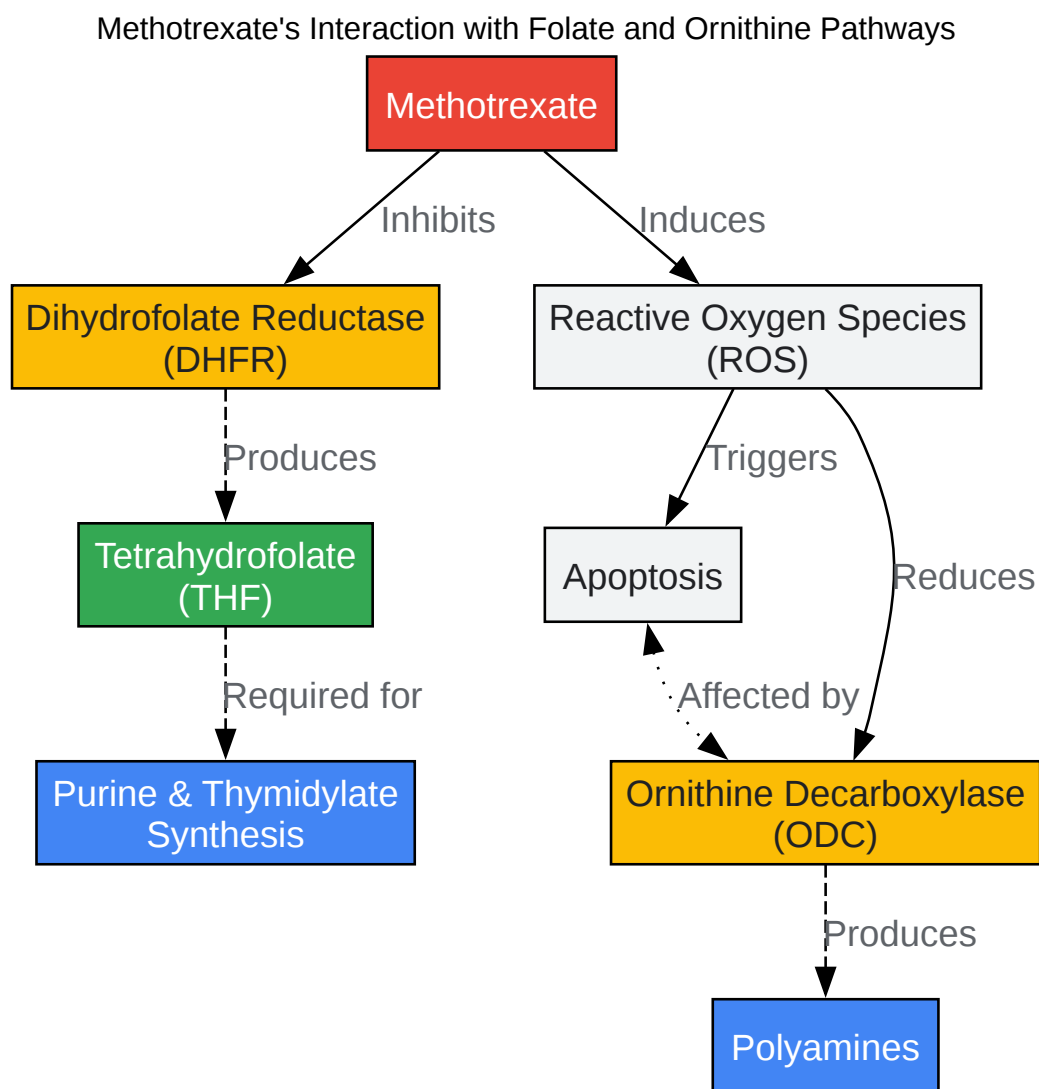 Methotrexate's Interaction with Folate and Ornithine Pathways
Methotrexate
Inhibits
Induces
Dihydrofolate Reductase
(DHFR)
Reactive Oxygen Species
(ROS)
Produces
Triggers
Tetrahydrofolate
(THF)
Apoptosis
Reduces
Required for
Affected by
Purine & Thymidylate
Synthesis
Ornithine Decarboxylase
(ODC)
Produces
Polyamines